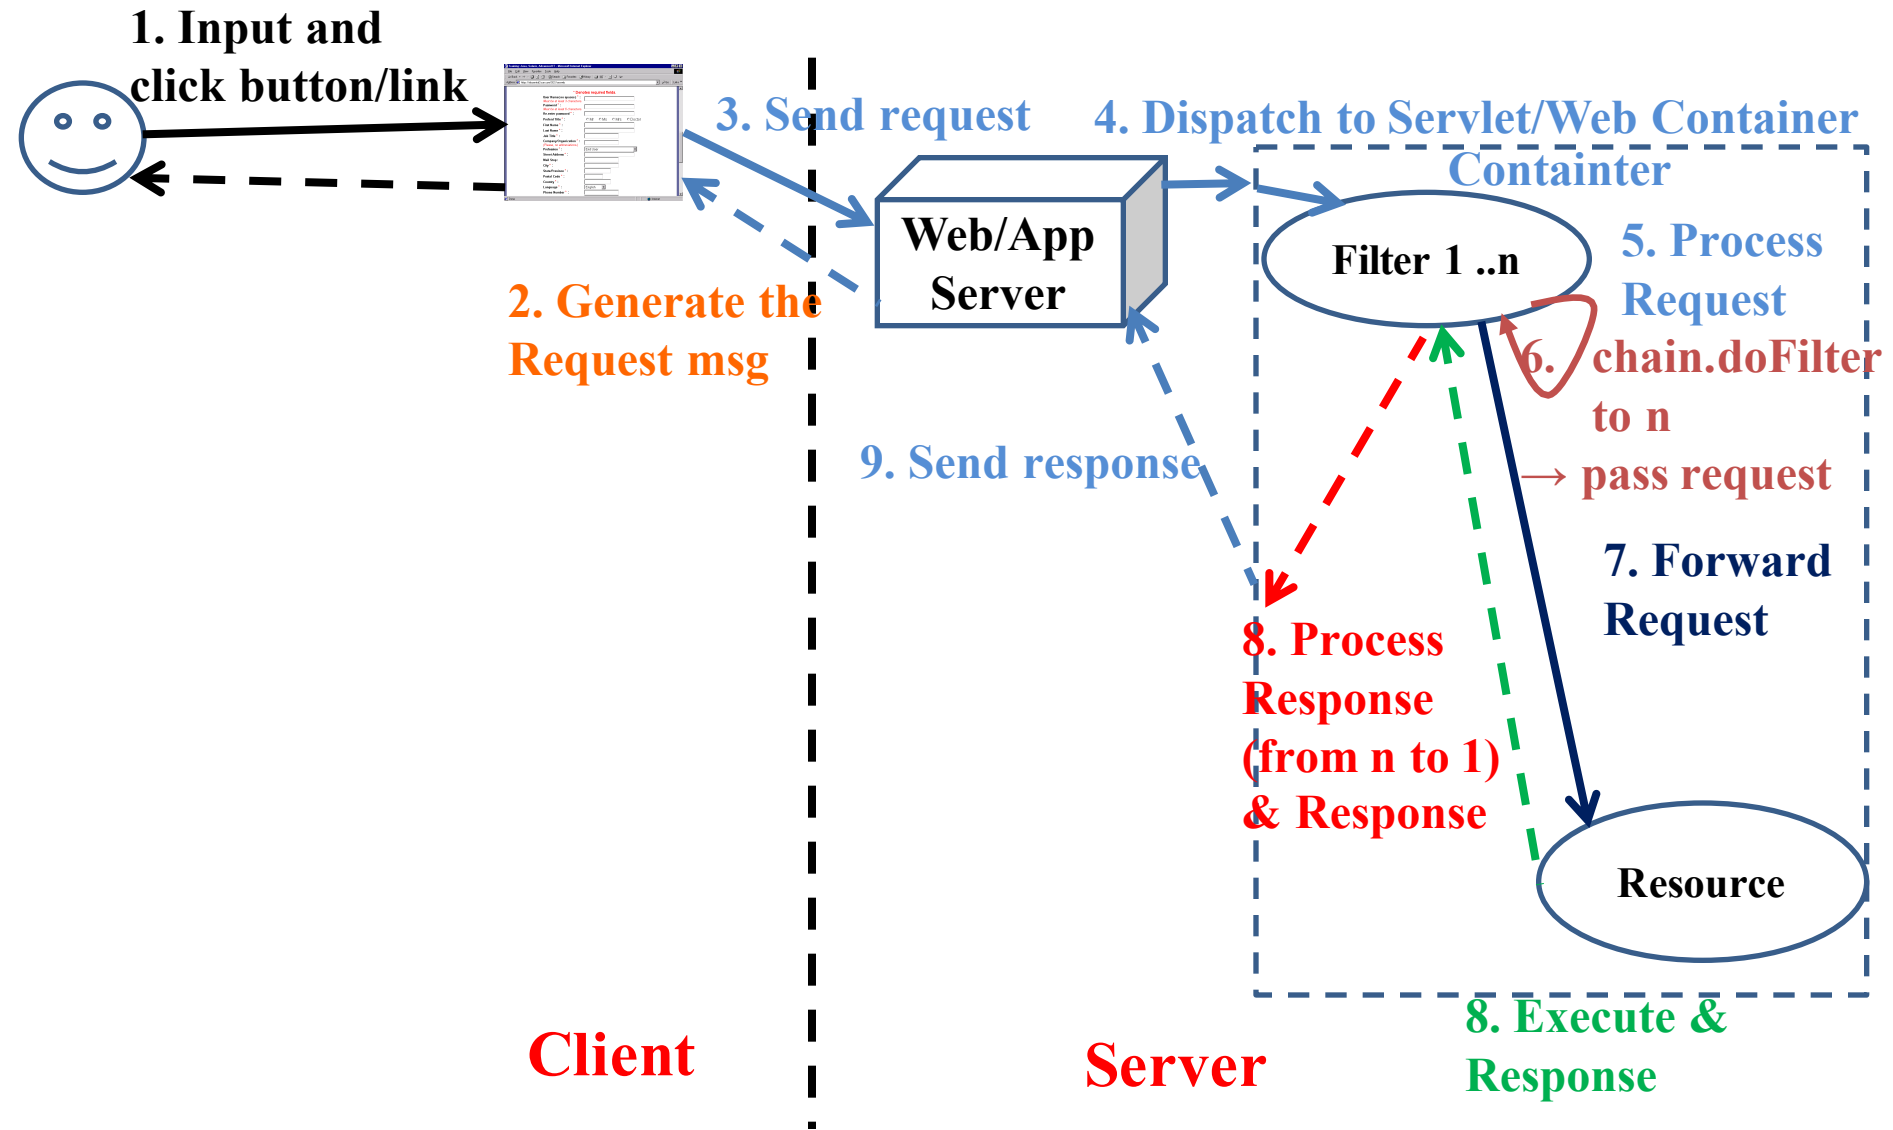 1. Input and
click button/link
3. Send request
4. Dispatch to Servlet/Web Container
Containter
Web/App
Server
Filter 1 ..n
5. Process
Request
2. Generate the
Request msg
6. chain.doFilter
to n
→ pass request
9. Send response
7. Forward
Request
8. Process
Response
(from n to 1)
& Response
Resource
8. Execute &
Response
Client
Server